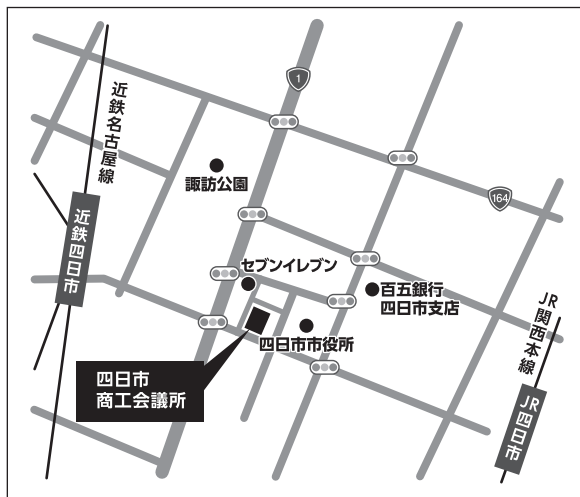 1
近鉄名古屋線
諏訪公園
164
近鉄四日市
セブンイレブン
百五銀行
四日市支店
JR関西本線
四日市市役所
四日市
商工会議所
JR四日市